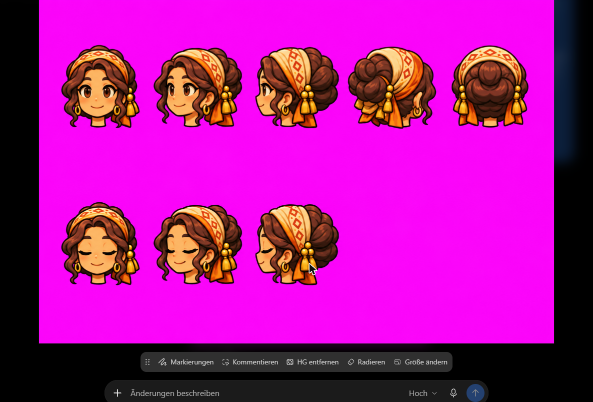 Markierungen Kommentieren HG entfernen Radieren Größe ändern
Änderungen beschreiben Hoch